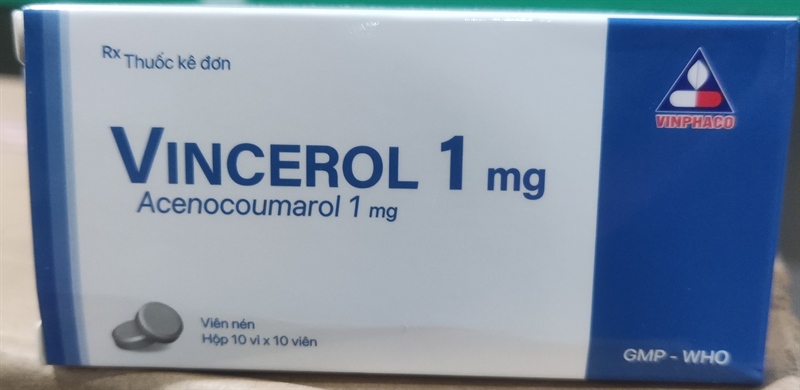 Rx Thuốc kê đơn
VINPHACO
VINCEROL 1 mg
Acenocoumarol 1 mg
Viên nén
Hộp 10 vỉ x 10 viên
GMP - WHO